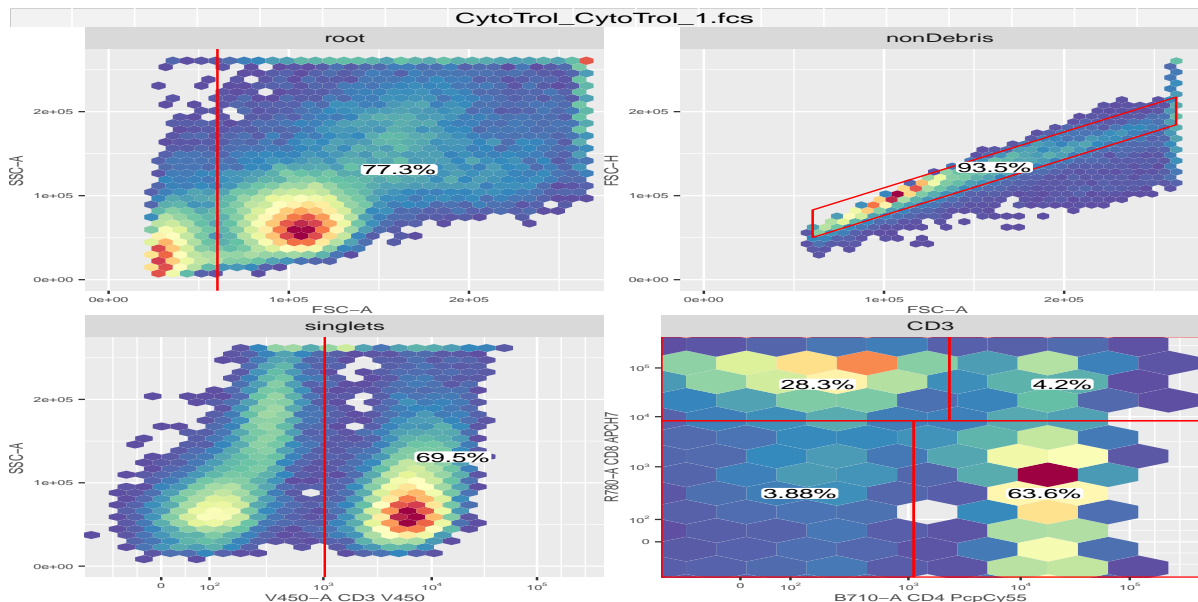 CytoTrol_CytoTrol_1.fcs
root
nonDebris
SSC-A
2e+05
1e+05
0e+00
77.3%
0e+00
1e+05
2e+05
FSC-A
FSC-H
2e+05
1e+05
0e+00
93.5%
0e+00
1e+05
2e+05
FSC-A
singlets
CD3
SSC-A
2e+05
1e+05
0e+00
69.5%
0
10²
10³
10⁴
10⁵
V450-A CD3 V450
R780-A CD8 APCH7
10⁵
10⁴
10³
10²
0
28.3%
4.2%
3.88%
63.6%
0
10²
10³
10⁴
10⁵
B710-A CD4 PcpCy55